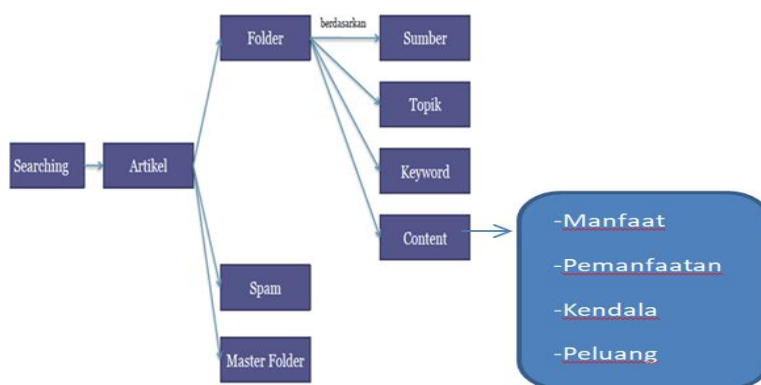 berdasarkan
Folder
Sumber
Topik
Searching
Artikel
Keyword
Content
-Manfaat
-Pemanfaatan
-Kendala
-Peluang
Spam
Master Folder